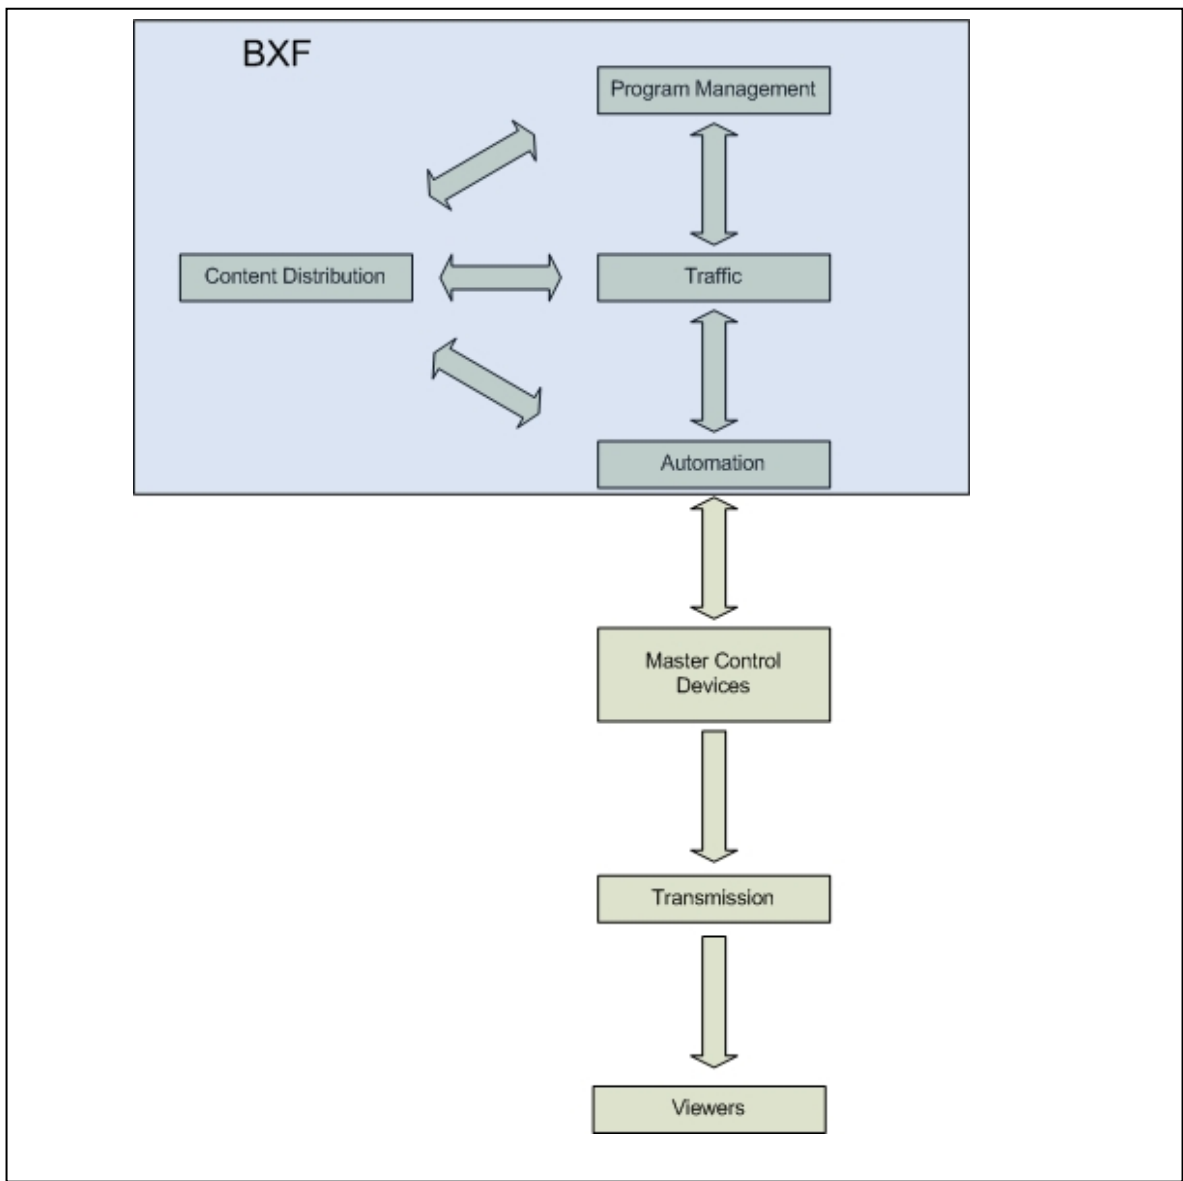 BXF
Program Management
Content Distribution
Traffic
Automation
Master Control
Devices
Transmission
Viewers